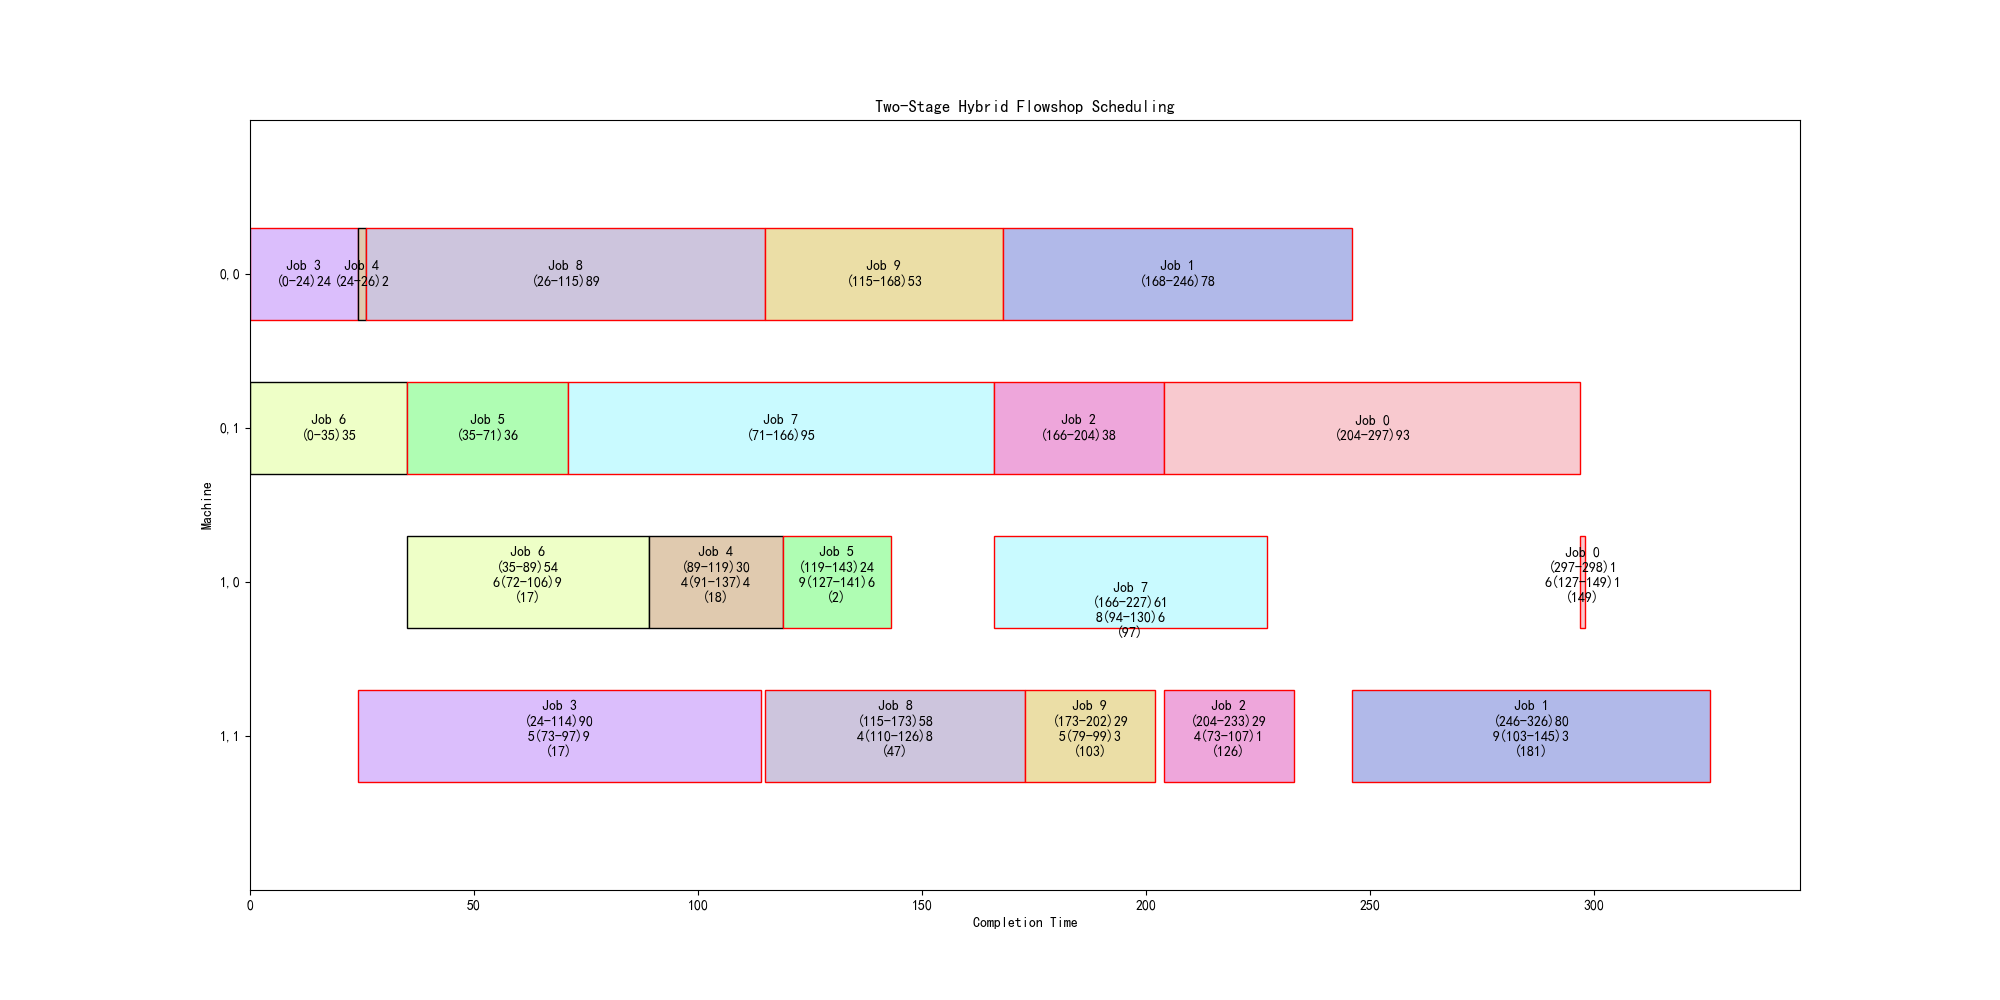 Two-Stage Hybrid Flowshop Scheduling
0,0
Job 3
(0-24)24
Job 4
(24-26)2
Job 8
(26-115)89
Job 9
(115-168)53
Job 1
(168-246)78
0,1
Job 6
(0-35)35
Job 5
(35-71)36
Job 7
(71-166)95
Job 2
(166-204)38
Job 0
(204-297)93
Machine
1,0
Job 6
(35-89)54
6(72-106)9
(17)
Job 4
(89-119)30
4(91-137)4
(18)
Job 5
(119-143)24
9(127-141)6
(2)
Job 7
(166-227)61
8(94-130)6
(97)
Job 0
(297-298)1
6(127-149)1
(149)
1,1
Job 3
(24-114)90
5(73-97)9
(17)
Job 8
(115-173)58
4(110-126)8
(47)
Job 9
(173-202)29
5(79-99)3
(103)
Job 2
(204-233)29
4(73-107)1
(126)
Job 1
(246-326)80
9(103-145)3
(181)
0
50
100
150
200
250
300
Completion Time